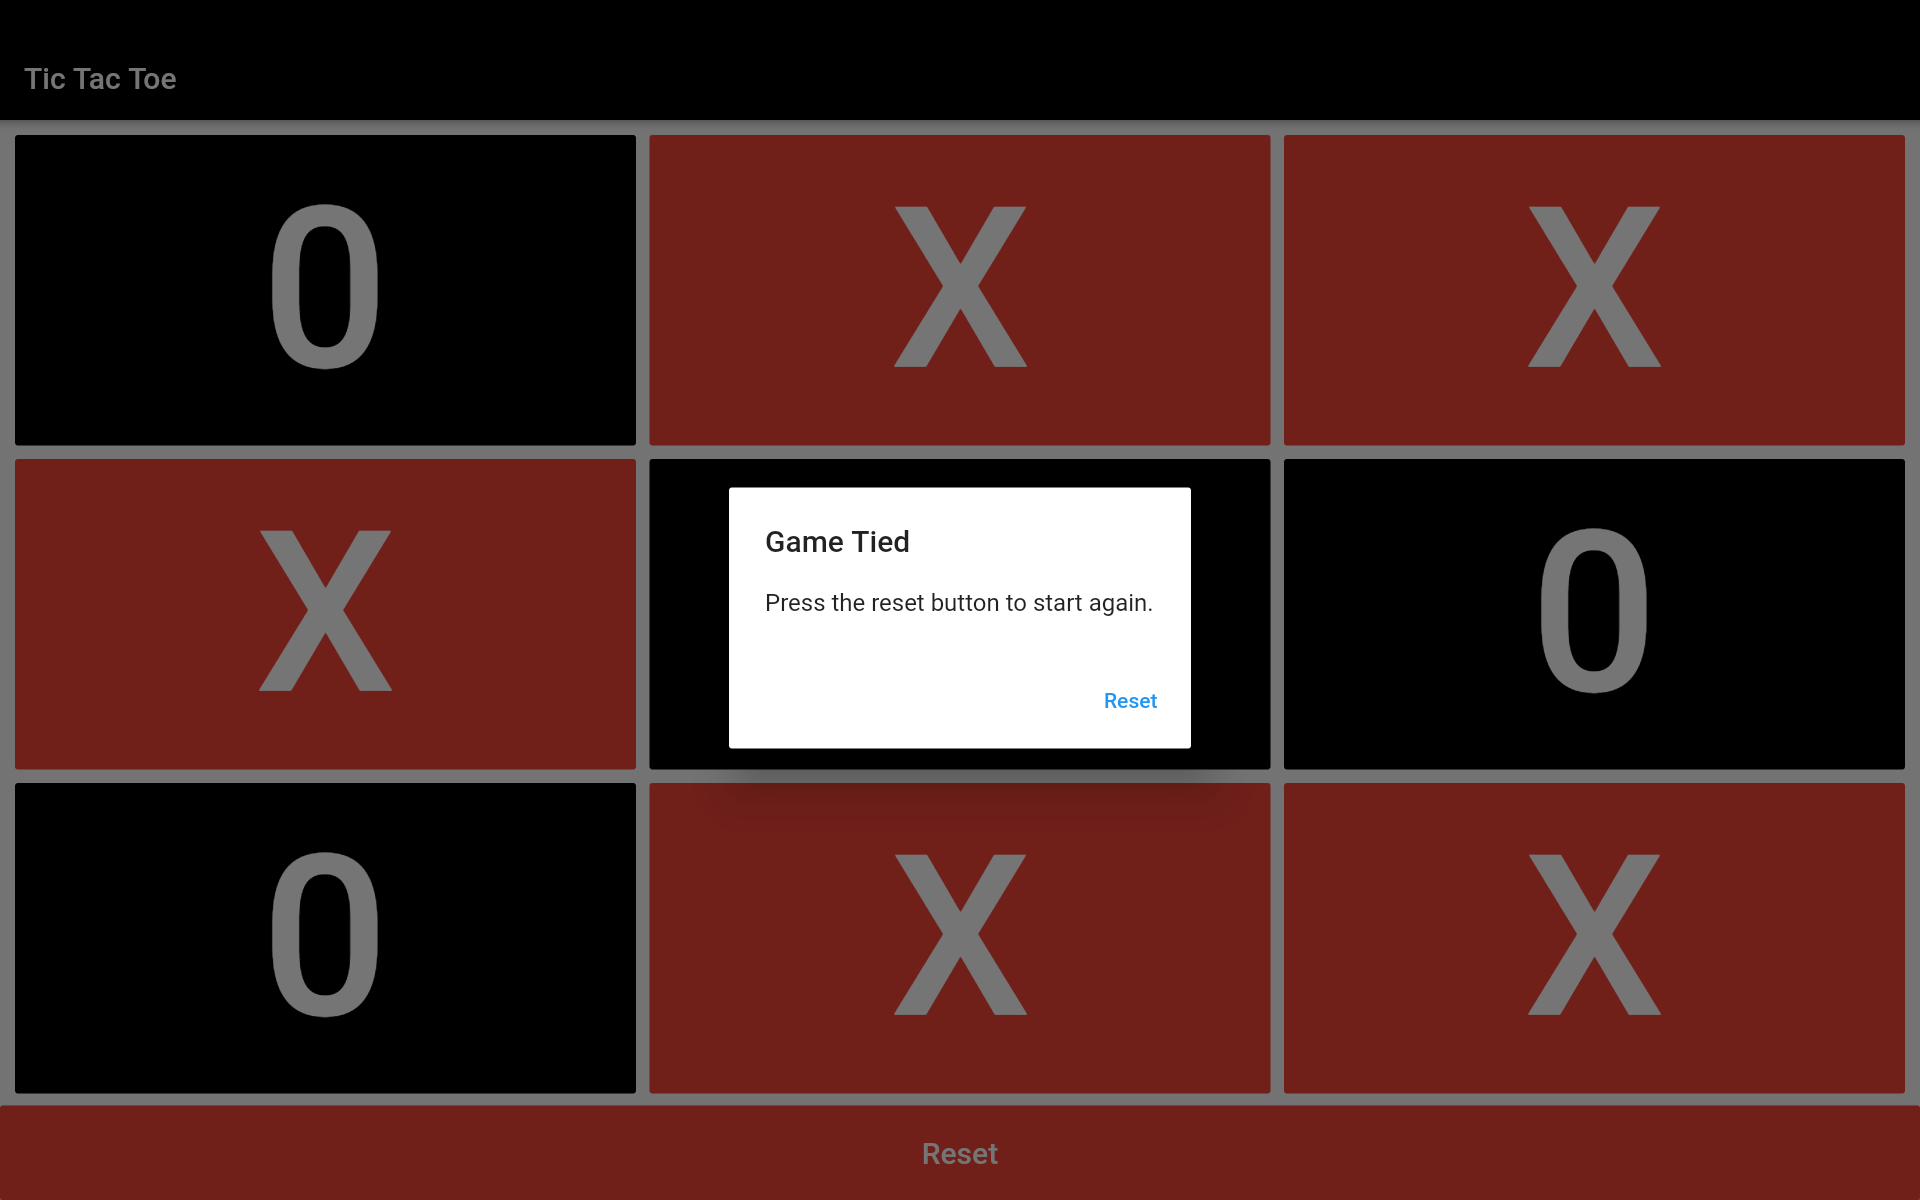 Tic Tac Toe
0 X X
X 0
Game Tied
Press the reset button to start again.
Reset
0 X X
Reset